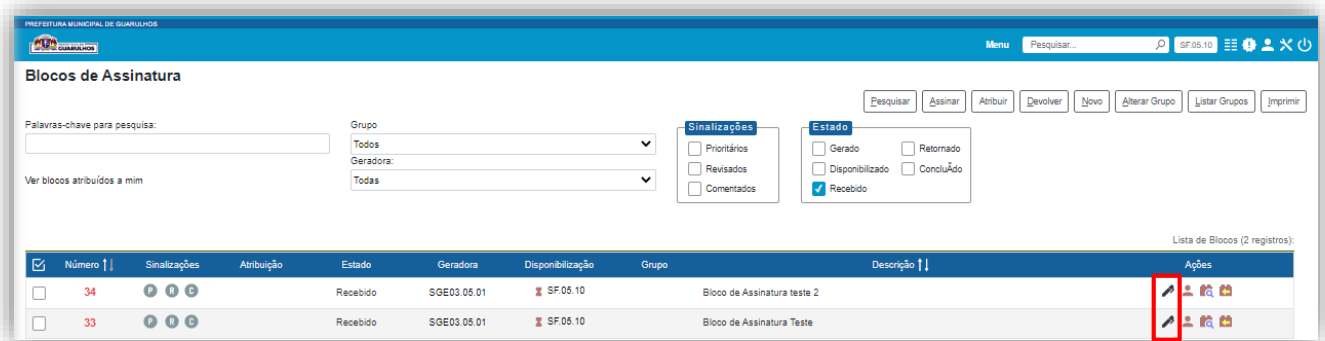 PREFEITURA MUNICIPAL DE GUARULHOS
GUARULHOS
Menu Pesquisar... SF.05.10
Blocos de Assinatura
Pesquisar Assinar Atribuir Devolver Novo Alterar Grupo Listar Grupos Imprimir
Palavras-chave para pesquisa:
Grupo
Todos
Geradora:
Todas
Ver blocos atribuídos a mim
Sinalizações
Prioritários
Revisados
Comentados
Estado
Gerado Retornado
Disponibilizado ConcluÃdo
Recebido
Lista de Blocos (2 registros):
Número Sinalizações Atribuição Estado Geradora Disponibilização Grupo Descrição Ações
34 P R C Recebido SGE03.05.01 SF.05.10 Bloco de Assinatura teste 2
33 P R C Recebido SGE03.05.01 SF.05.10 Bloco de Assinatura Teste